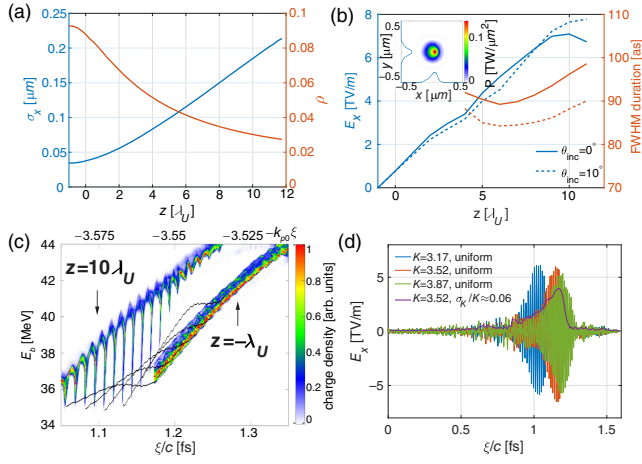 (a)
0.25
0.2
0.15
0.1
0.05
0
σx [μm]
0.1
0.08
0.06
0.04
0.02
0
ρ
0 2 4 6 8 10 12
z [λU]
(b)
8
6
4
2
0
Ex [TV/m]
0.5
-0.5
y [μm]
-0.5 0.5
x [μm]
0.1
0
P [TW/μm²]
110
100
90
80
70
FWHM duration [as]
θinc=0°
θinc=10°
0 5 10
z [λU]
(c)
−3.575 −3.55 −3.525 −kp0ξ
44
42
40
38
36
34
Eb [MeV]
z=10λU
z=−λU
1
0.8
0.6
0.4
0.2
0
charge density [arb. units]
1.1 1.2 1.3
ξ/c [fs]
(d)
K=3.17, uniform
K=3.52, uniform
K=3.87, uniform
K=3.52, σK/K≈0.06
5
0
−5
Ex [TV/m]
0 0.5 1 1.5
ξ/c [fs]